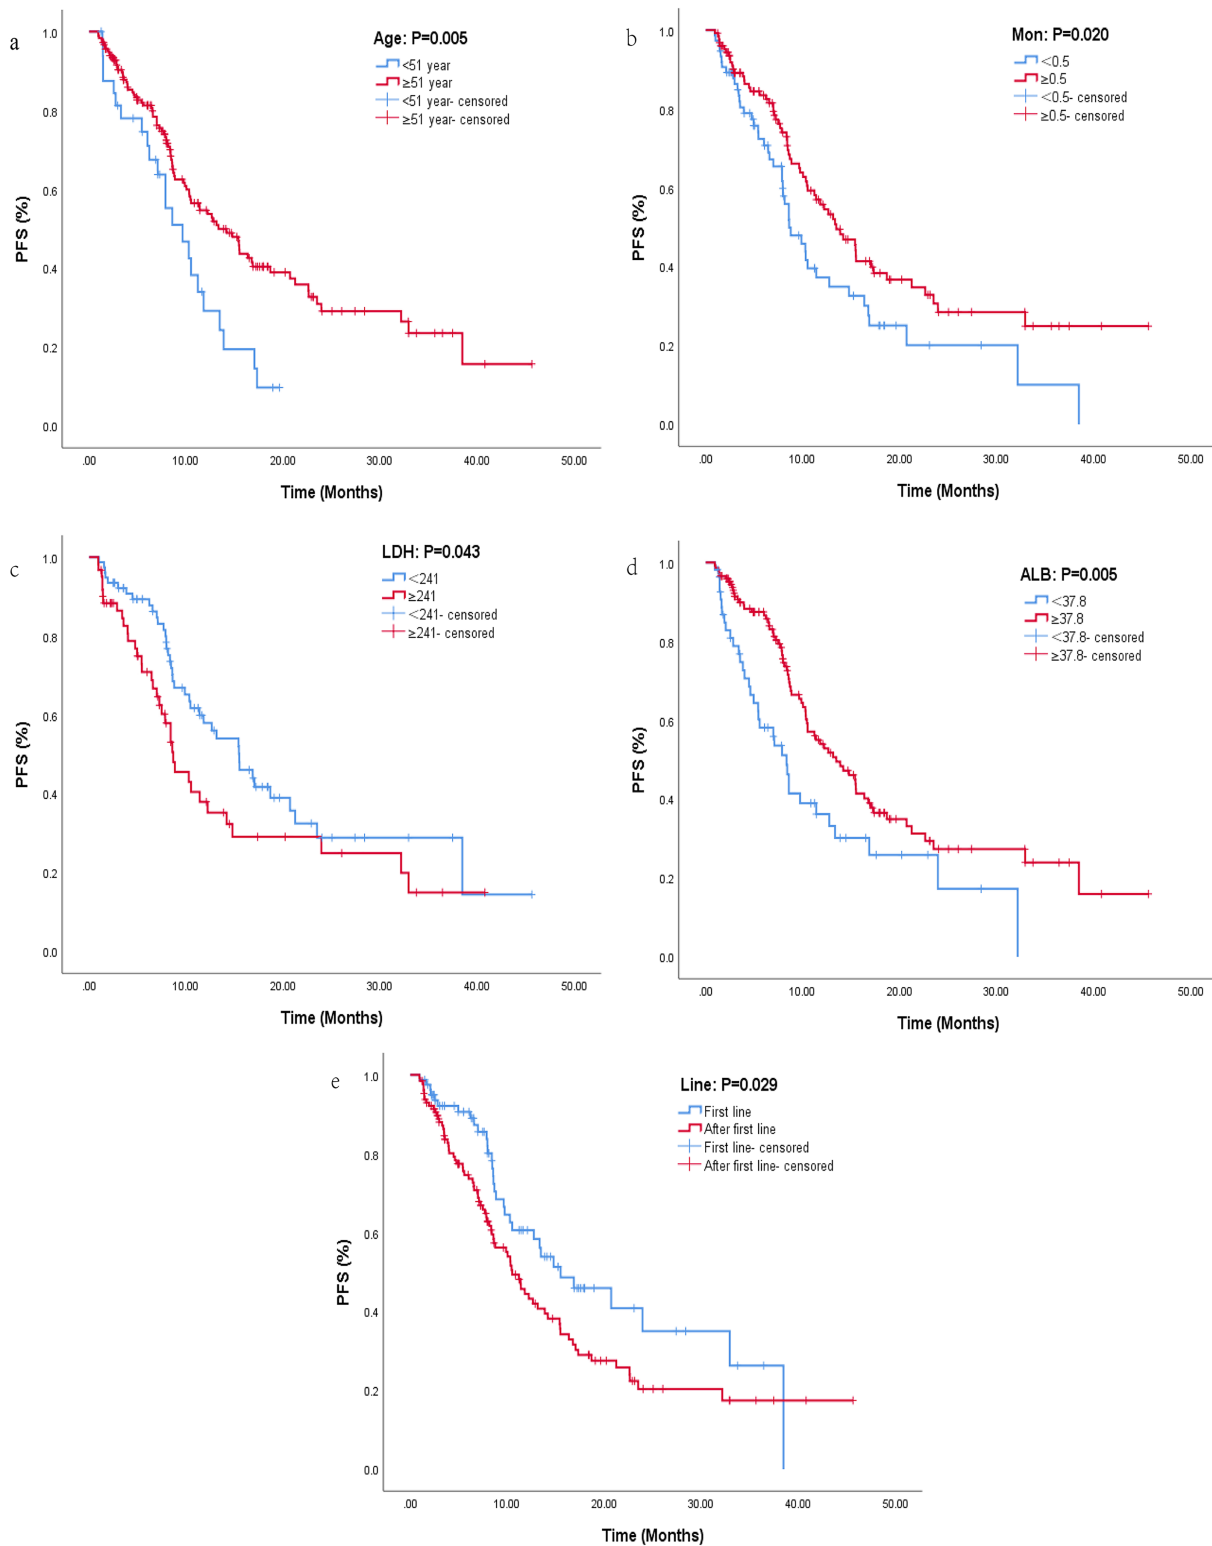 a
Age: P=0.005
<51 year
≥51 year
<51 year- censored
≥51 year- censored
PFS (%)
1.0
0.8
0.6
0.4
0.2
0.0
.00 10.00 20.00 30.00 40.00 50.00
Time (Months)
b
Mon: P=0.020
<0.5
≥0.5
<0.5- censored
≥0.5- censored
PFS (%)
1.0
0.8
0.6
0.4
0.2
0.0
.00 10.00 20.00 30.00 40.00 50.00
Time (Months)
c
LDH: P=0.043
<241
≥241
<241- censored
≥241- censored
PFS (%)
1.0
0.8
0.6
0.4
0.2
0.0
.00 10.00 20.00 30.00 40.00 50.00
Time (Months)
d
ALB: P=0.005
<37.8
≥37.8
<37.8- censored
≥37.8- censored
PFS (%)
1.0
0.8
0.6
0.4
0.2
0.0
.00 10.00 20.00 30.00 40.00 50.00
Time (Months)
e
Line: P=0.029
First line
After first line
First line- censored
After first line- censored
PFS (%)
1.0
0.8
0.6
0.4
0.2
0.0
.00 10.00 20.00 30.00 40.00 50.00
Time (Months)